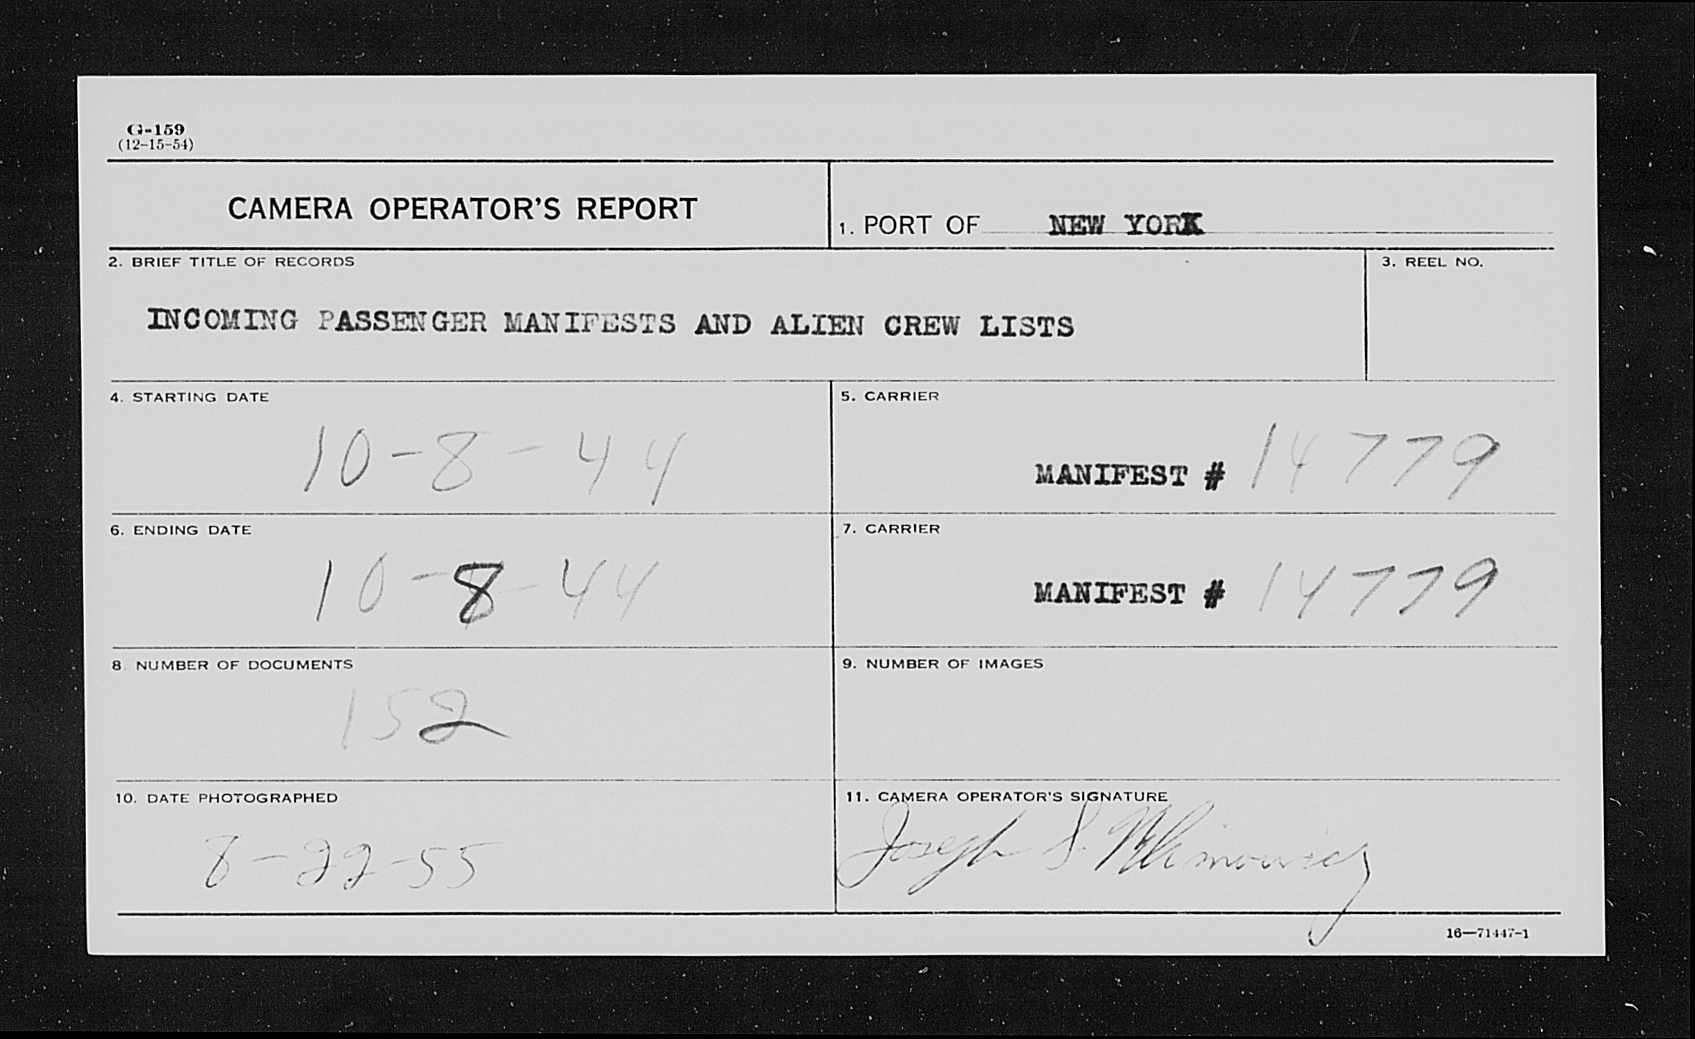 G-159
(12-15-54)
CAMERA OPERATOR'S REPORT
1. PORT OF NEW YORK
2. BRIEF TITLE OF RECORDS
INCOMING PASSENGER MANIFESTS AND ALIEN CREW LISTS
3. REEL NO.
4. STARTING DATE
10-8-44
5. CARRIER
MANIFEST # 14779
6. ENDING DATE
10-8-44
7. CARRIER
MANIFEST # 14779
8 NUMBER OF DOCUMENTS
152
9. NUMBER OF IMAGES
10. DATE PHOTOGRAPHED
8-22-55
11. CAMERA OPERATOR'S SIGNATURE
Joseph S.
16—71447-1